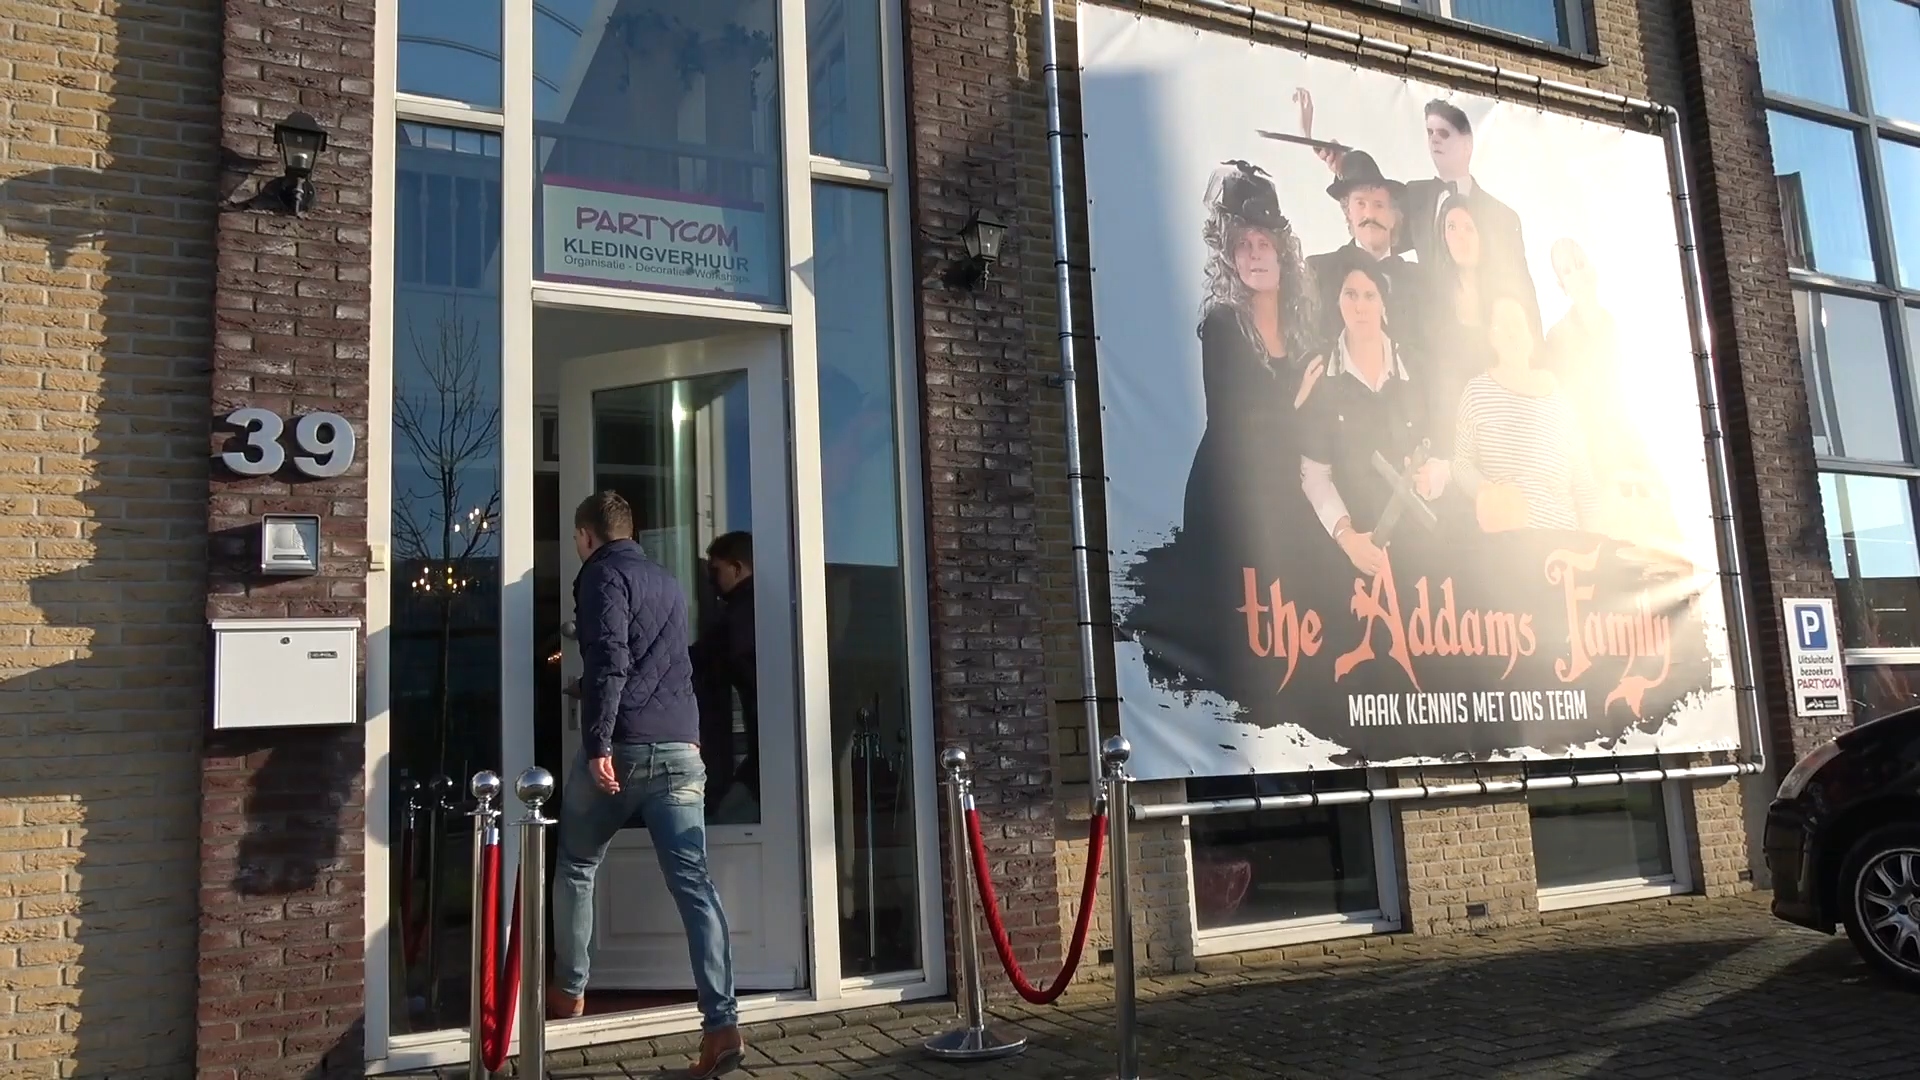 PARTYCOM
KLEDINGVERHUUR
Organisatie - Decoratie - Workshops
39
the Addams Family
MAAK KENNIS MET ONS TEAM
P
Uitsluitend
bezoekers
PARTYCOM